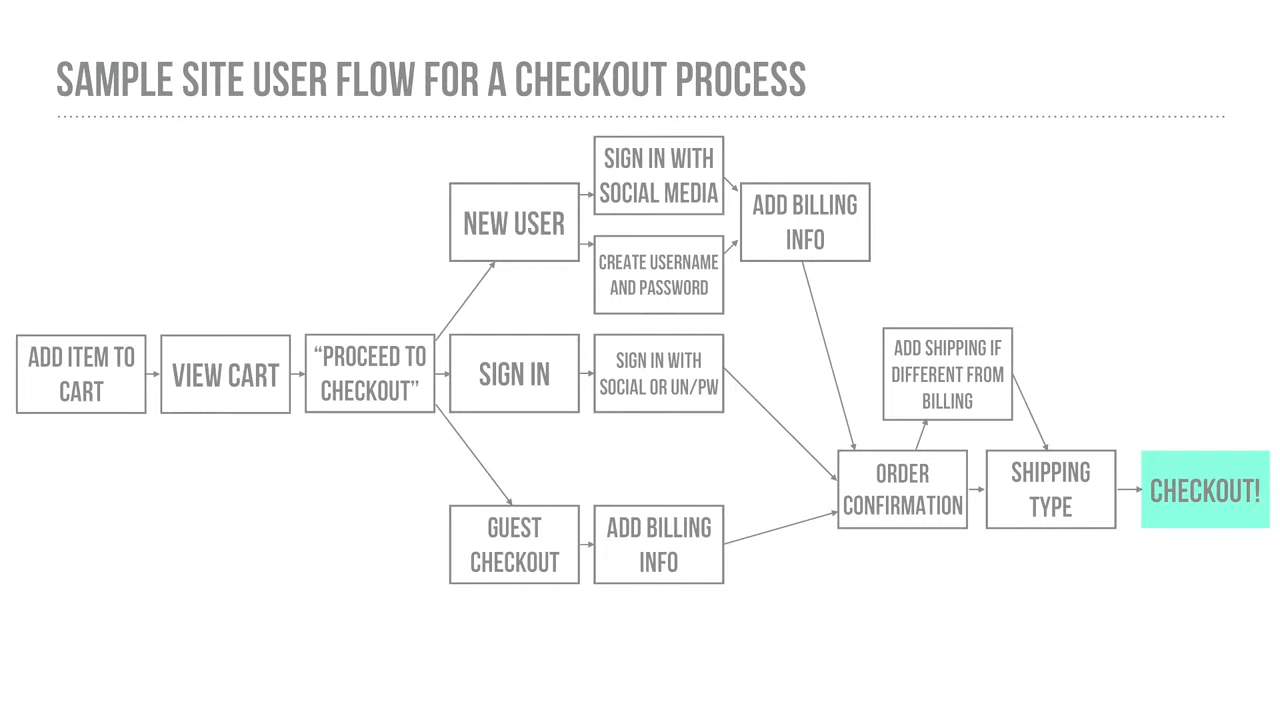 SAMPLE SITE USER FLOW FOR A CHECKOUT PROCESS
ADD ITEM TO
CART
VIEW CART
“PROCEED TO
CHECKOUT”
NEW USER
SIGN IN WITH
SOCIAL MEDIA
CREATE USERNAME
AND PASSWORD
ADD BILLING
INFO
SIGN IN
SIGN IN WITH
SOCIAL OR UN/PW
GUEST
CHECKOUT
ADD BILLING
INFO
ORDER
CONFIRMATION
ADD SHIPPING IF
DIFFERENT FROM
BILLING
SHIPPING
TYPE
CHECKOUT!